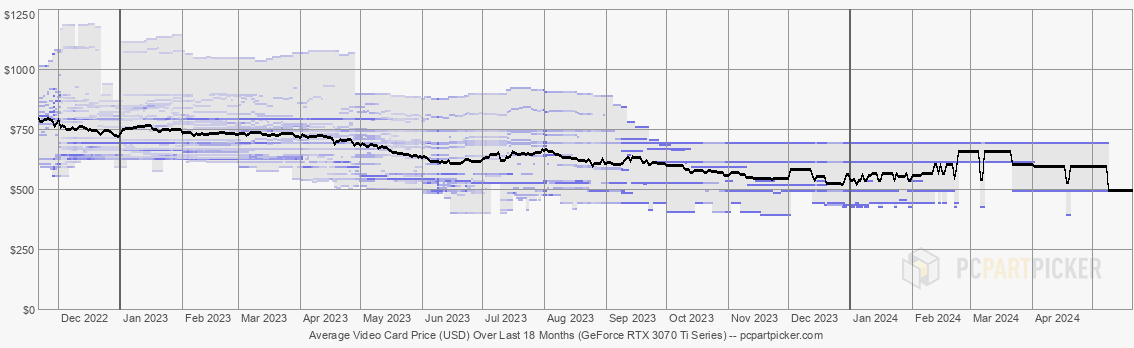 $1250
$1000
$750
$500
$250
$0
PCPARTPICKER
Dec 2022 Jan 2023 Feb 2023 Mar 2023 Apr 2023 May 2023 Jun 2023 Jul 2023 Aug 2023 Sep 2023 Oct 2023 Nov 2023 Dec 2023 Jan 2024 Feb 2024 Mar 2024 Apr 2024
Average Video Card Price (USD) Over Last 18 Months (GeForce RTX 3070 Ti Series) -- pcpartpicker.com